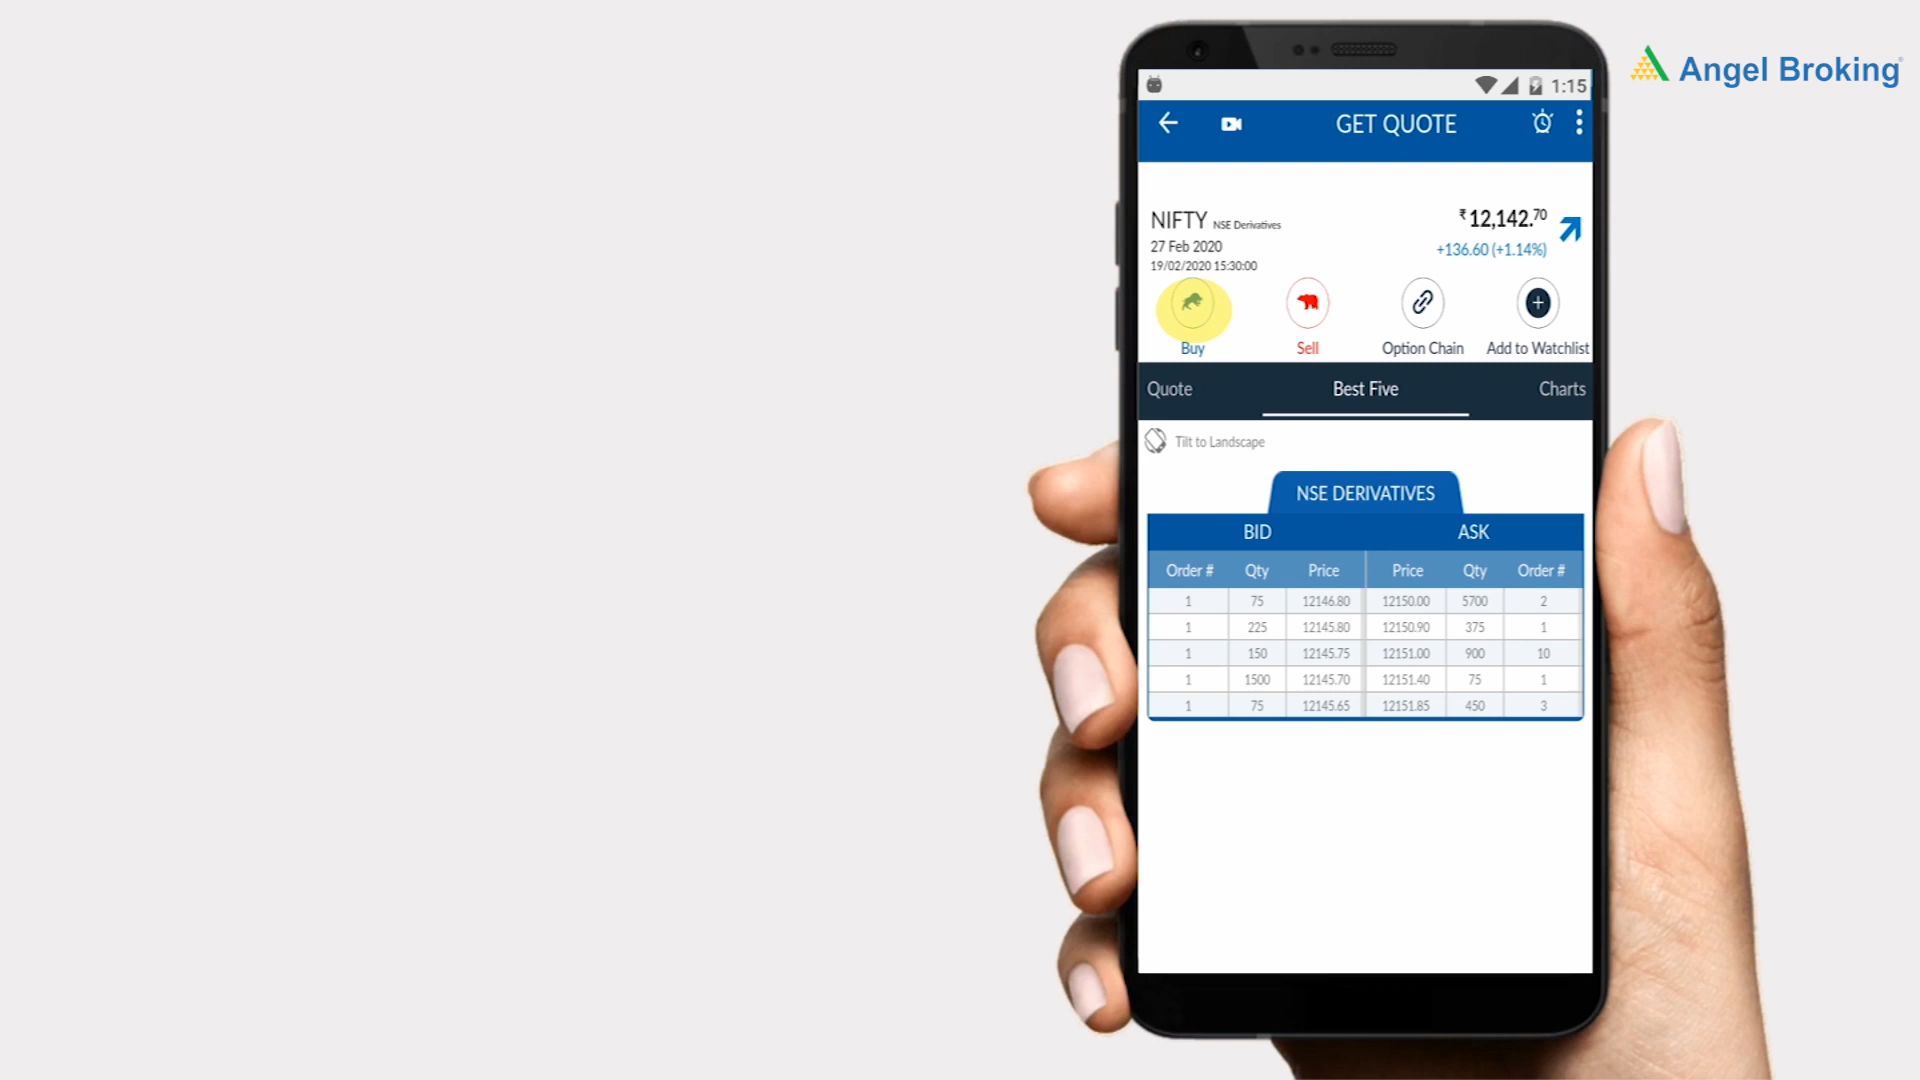 Angel Broking
1:15
GET QUOTE
NIFTY NSE Derivatives
₹12,142.70
27 Feb 2020
+136.60 (+1.14%)
19/02/2020 15:30:00
Buy Sell Option Chain Add to Watchlist
Quote Best Five Charts
Tilt to Landscape
NSE DERIVATIVES
BID ASK
Order # Qty Price Price Qty Order #
1 75 12146.80 12150.00 5700 2
1 225 12145.80 12150.90 375 1
1 150 12145.75 12151.00 900 10
1 1500 12145.70 12151.40 75 1
1 75 12145.65 12151.85 450 3